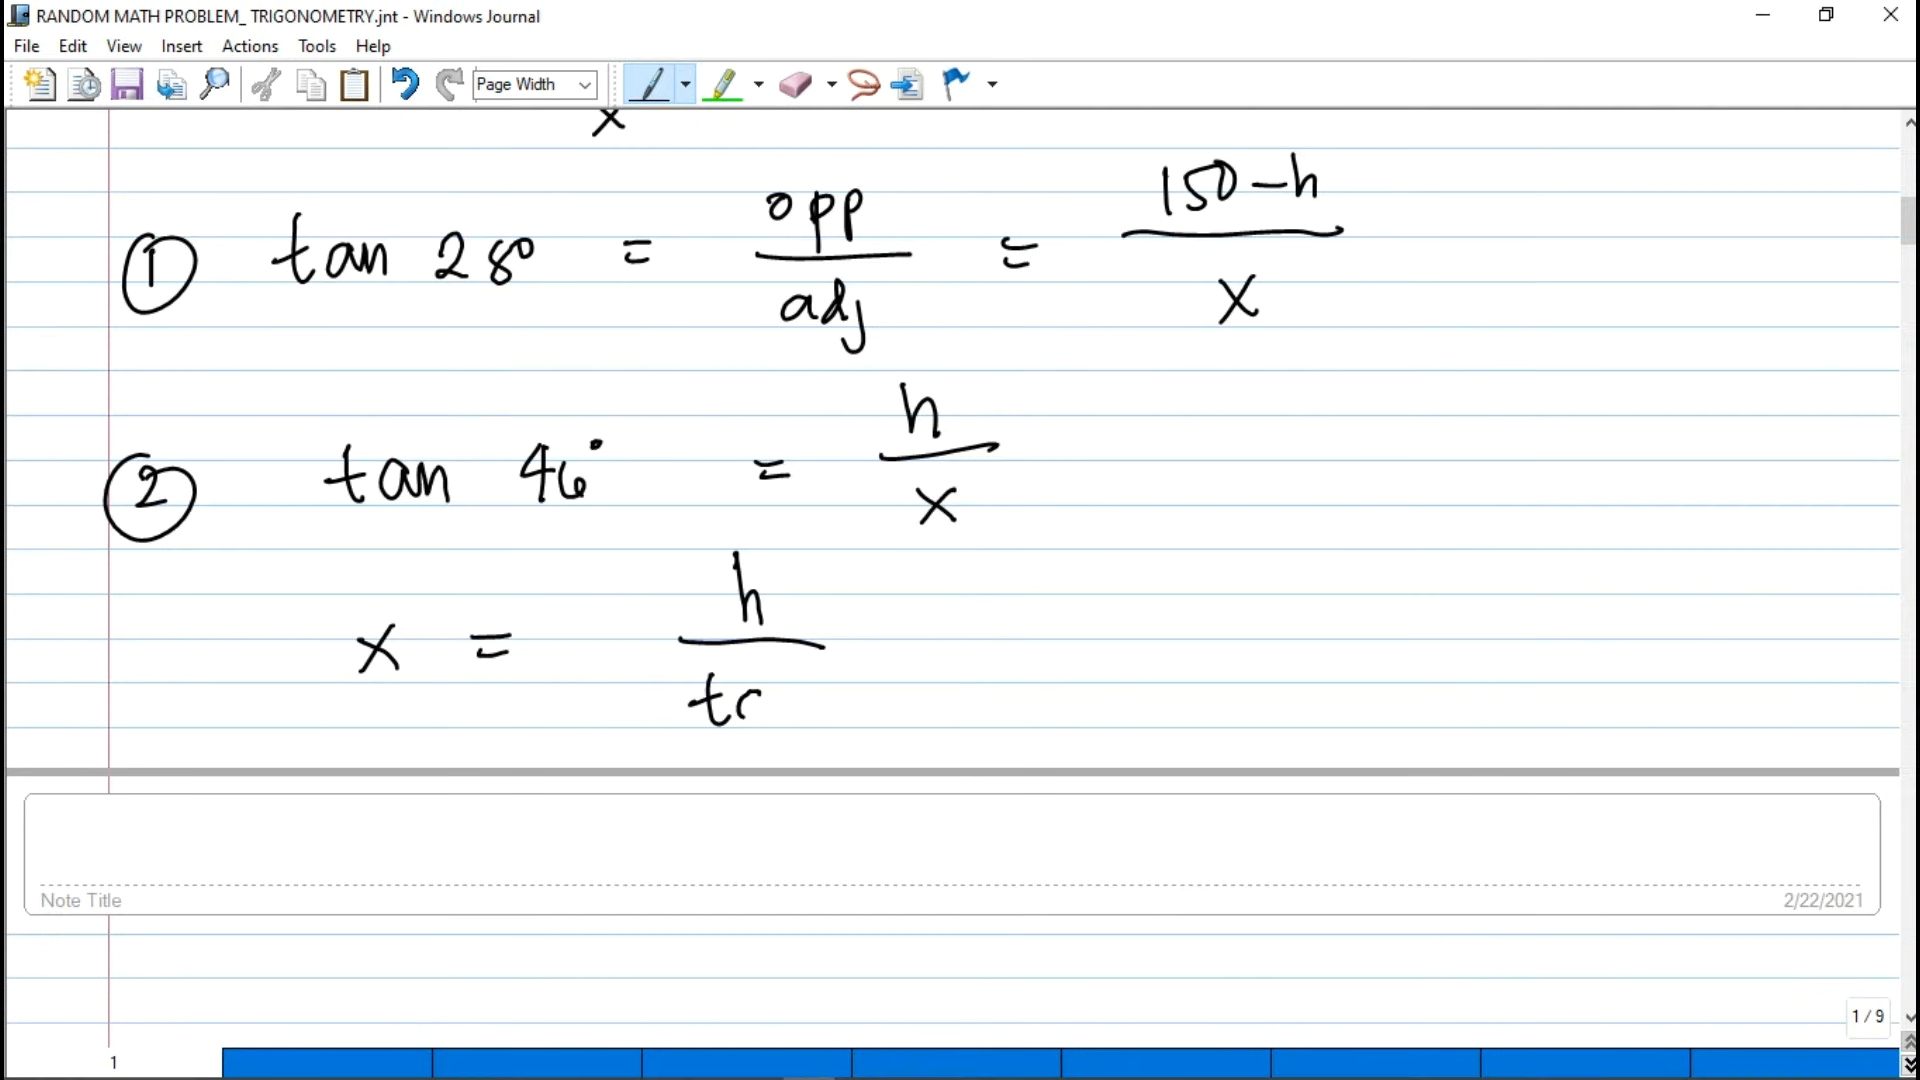 RANDOM MATH PROBLEM_ TRIGONOMETRY.jnt - Windows Journal
File Edit View Insert Actions Tools Help
Page Width
x
① tan 28° = opp/adj = 150-h/x
② tan 46° = h/x
x = h/tc
Note Title 2/22/2021
1 / 9
1